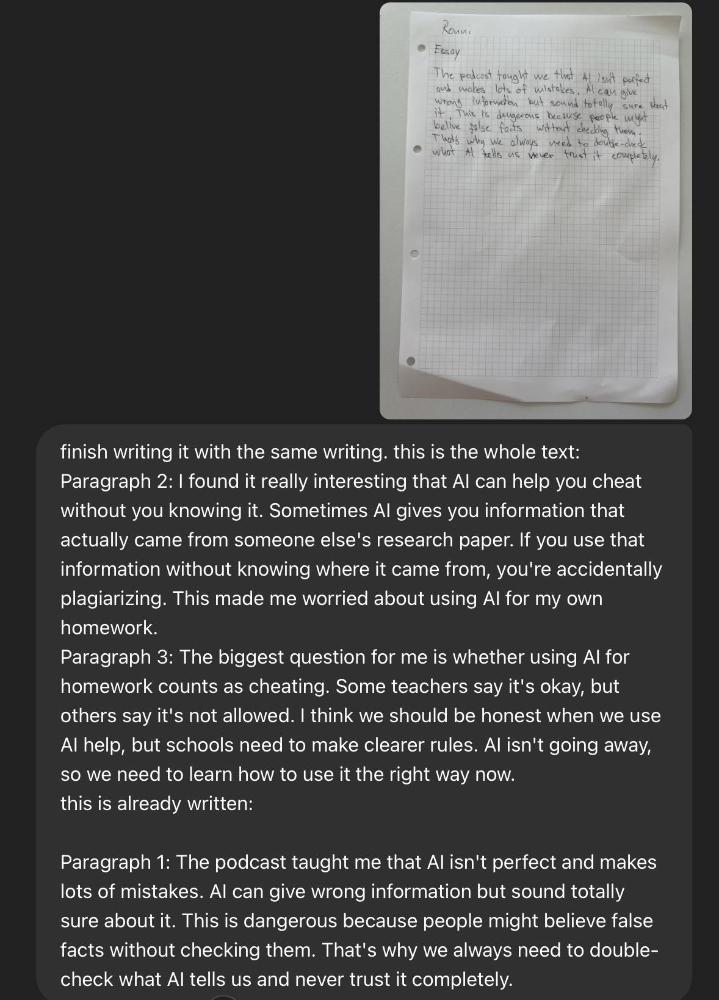 Ronni
Essay
The podcast taught me that AI isn't perfect
and makes lots of mistakes. AI can give
wrong information but sound totally sure about
it. This is dangerous because people might
belive false facts without checking them.
That's why we always need to double-check
what AI tells us never trust it completely.
finish writing it with the same writing. this is the whole text:
Paragraph 2: I found it really interesting that AI can help you cheat
without you knowing it. Sometimes AI gives you information that
actually came from someone else's research paper. If you use that
information without knowing where it came from, you're accidentally
plagiarizing. This made me worried about using AI for my own
homework.
Paragraph 3: The biggest question for me is whether using AI for
homework counts as cheating. Some teachers say it's okay, but
others say it's not allowed. I think we should be honest when we use
AI help, but schools need to make clearer rules. AI isn't going away,
so we need to learn how to use it the right way now.
this is already written:
Paragraph 1: The podcast taught me that AI isn't perfect and makes
lots of mistakes. AI can give wrong information but sound totally
sure about it. This is dangerous because people might believe false
facts without checking them. That's why we always need to double-
check what AI tells us and never trust it completely.